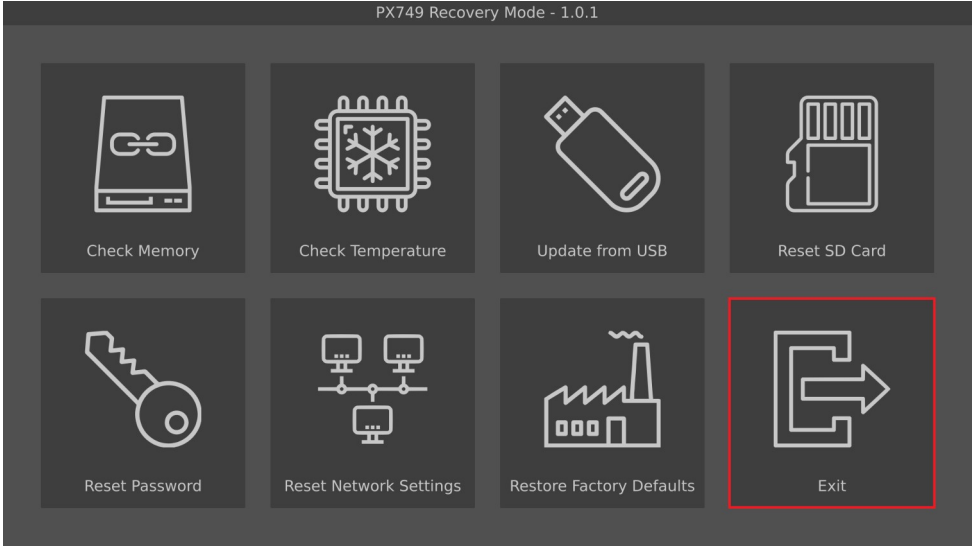 PX749 Recovery Mode - 1.0.1
Check Memory
Check Temperature
Update from USB
Reset SD Card
Reset Password
Reset Network Settings
Restore Factory Defaults
Exit